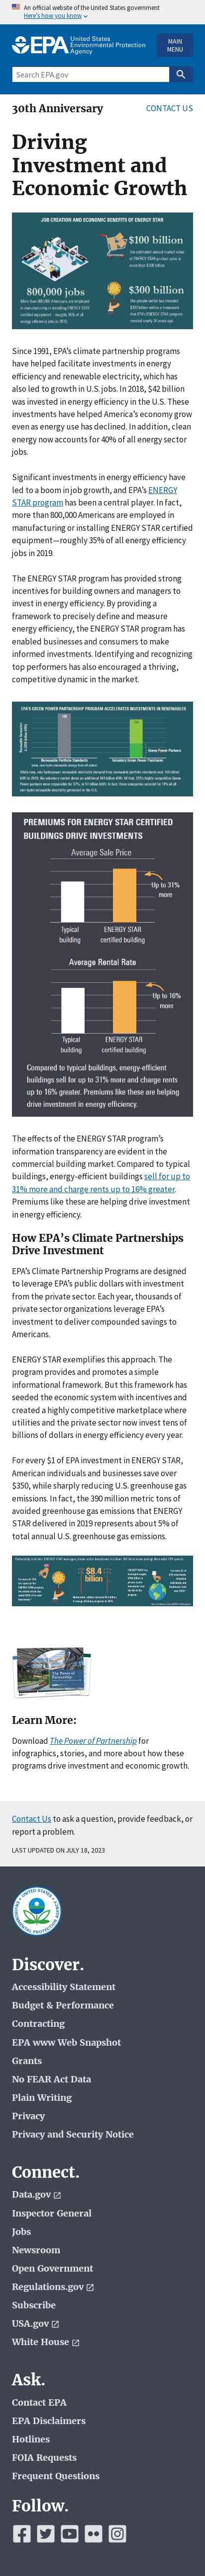 An official website of the United States government
Here's how you know
EPA
United States
Environmental Protection
Agency
MAIN
MENU
Search EPA.gov
30th Anniversary
CONTACT US
Driving
Investment and
Economic Growth
JOB CREATION AND ECONOMIC BENEFITS OF ENERGY STAR
$100 billion
800,000 jobs
$300 billion
Since 1991, EPA's climate partnership programs
have helped facilitate investments in energy
efficiency and renewable electricity, which has
also led to growth in U.S. jobs. In 2018, $42 billion
was invested in energy efficiency in the U.S. These
investments have helped America's economy grow
even as energy use has declined. In addition,
energy now accounts for 40% of all energy sector
jobs.
Significant investments in energy efficiency have
led to a boom in job growth, and EPA's ENERGY
STAR program has been a central player. In fact,
more than 800,000 Americans are employed in
manufacturing or installing ENERGY STAR certified
equipment—roughly 35% of all energy efficiency
jobs in 2019.
The ENERGY STAR program has provided strong
incentives for building owners and managers to
invest in energy efficiency. By providing a
framework to precisely define and measure
energy efficiency, the ENERGY STAR program has
enabled businesses and consumers to make
informed investments. Identifying and recognizing
top performers has also encouraged a thriving,
competitive dynamic in the market.
EPA'S GREEN POWER PARTNERSHIP PROGRAM ACCELERATES INVESTMENTS IN RENEWABLES
Renewable Portfolio Standards
Voluntary Green Power Purchases
Green Power Partners
PREMIUMS FOR ENERGY STAR CERTIFIED
BUILDINGS DRIVE INVESTMENTS
Average Sale Price
Up to 31%
more
Typical
building
ENERGY STAR
certified building
Average Rental Rate
Up to 16%
more
Typical
building
ENERGY STAR
certified building
Compared to typical buildings, energy-efficient
buildings sell for up to 31% more and charge rents
up to 16% greater. Premiums like these are helping
drive investment in energy efficiency.
The effects of the ENERGY STAR program's
information and transparency are evident in the
commercial building market. Compared to typical
buildings, energy-efficient buildings sell for up to
31% more and charge rents up to 16% greater.
Premiums like these are helping drive investment
in energy efficiency.
How EPA's Climate Partnerships
Drive Investment
EPA's Climate Partnership Programs are designed
to leverage EPA's public dollars with investment
from the private sector. Each year, thousands of
private sector organizations leverage EPA's
investment to deliver compound savings to
Americans.
ENERGY STAR exemplifies this approach. The
program provides and promotes a simple
informational framework. But this framework has
seeded the economic system with incentives and
created a highly competitive marketplace where
utilities and the private sector now invest tens of
billions of dollars in energy efficiency every year.
For every $1 of EPA investment in ENERGY STAR,
American individuals and businesses save over
$350, while sharply reducing U.S. greenhouse gas
emissions. In fact, the 390 million metric tons of
avoided greenhouse gas emissions that ENERGY
STAR delivered in 2019 represents about 5% of
total annual U.S. greenhouse gas emissions.
$8.4
billion
The Power of
Partnership
Learn More:
Download The Power of Partnership for
infographics, stories, and more about how these
programs drive investment and economic growth.
Contact Us to ask a question, provide feedback, or
report a problem.
LAST UPDATED ON JULY 18, 2023
Discover.
Accessibility Statement
Budget & Performance
Contracting
EPA www Web Snapshot
Grants
No FEAR Act Data
Plain Writing
Privacy
Privacy and Security Notice
Connect.
Data.gov
Inspector General
Jobs
Newsroom
Open Government
Regulations.gov
Subscribe
USA.gov
White House
Ask.
Contact EPA
EPA Disclaimers
Hotlines
FOIA Requests
Frequent Questions
Follow.